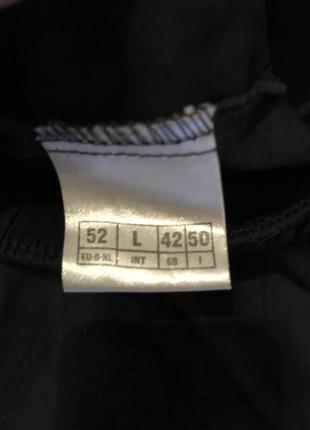 52 L 42 50
EU-D-NL INT GB I